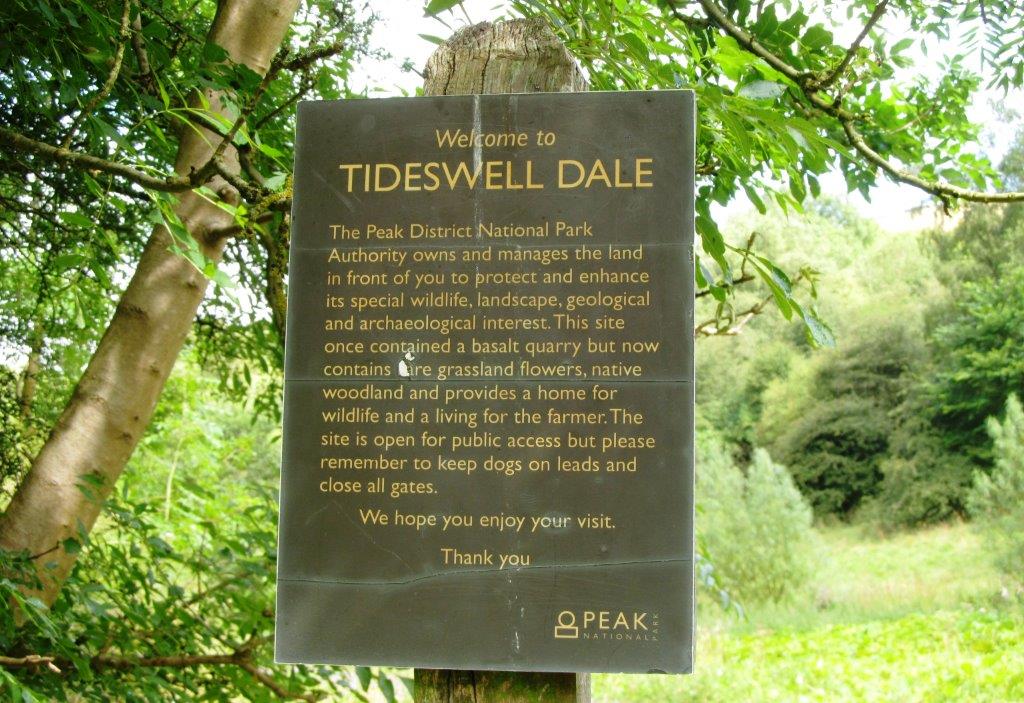 Welcome to
TIDESWELL DALE
The Peak District National Park
Authority owns and manages the land
in front of you to protect and enhance
its special wildlife, landscape, geological
and archaeological interest. This site
once contained a basalt quarry but now
contains rare grassland flowers, native
woodland and provides a home for
wildlife and a living for the farmer. The
site is open for public access but please
remember to keep dogs on leads and
close all gates.
We hope you enjoy your visit.
Thank you
PEAK
NATIONAL PARK